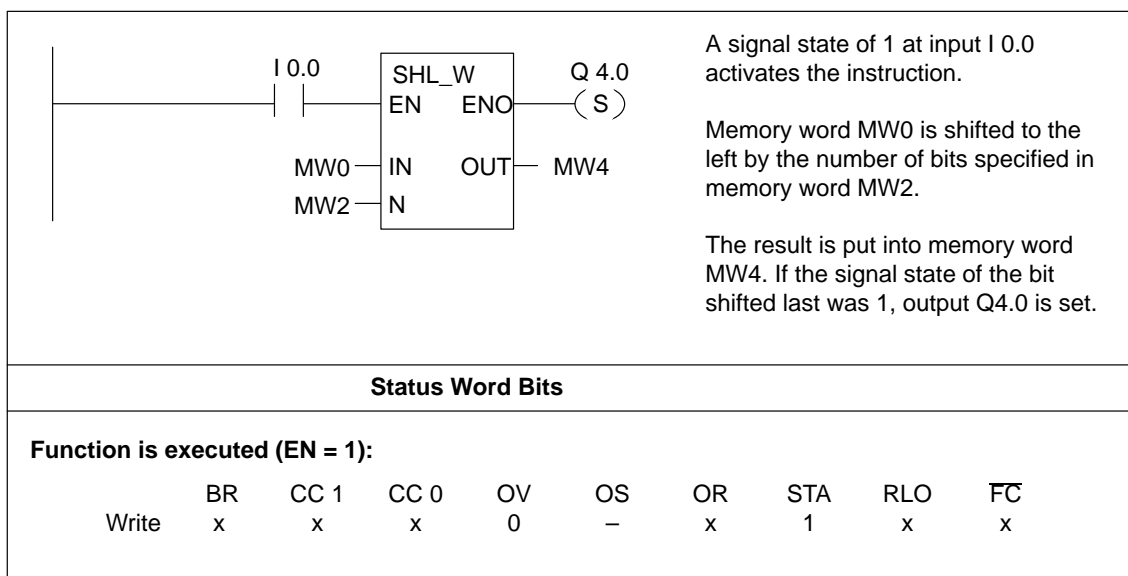 I 0.0
SHL_W
Q 4.0
EN ENO
( S )
MW0
IN OUT
MW4
MW2
N
A signal state of 1 at input I 0.0
activates the instruction.
Memory word MW0 is shifted to the
left by the number of bits specified in
memory word MW2.
The result is put into memory word
MW4. If the signal state of the bit
shifted last was 1, output Q4.0 is set.
Status Word Bits
Function is executed (EN = 1):
BR CC 1 CC 0 OV OS OR STA RLO F̅C̅
Write x x x 0 – x 1 x x